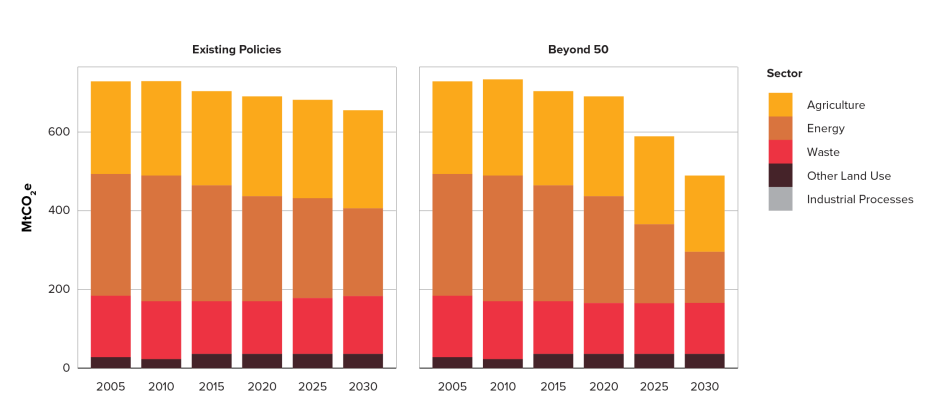 Existing Policies
Beyond 50
Sector
Agriculture
Energy
Waste
Other Land Use
Industrial Processes
MtCO₂e
600
400
200
0
2005 2010 2015 2020 2025 2030
2005 2010 2015 2020 2025 2030